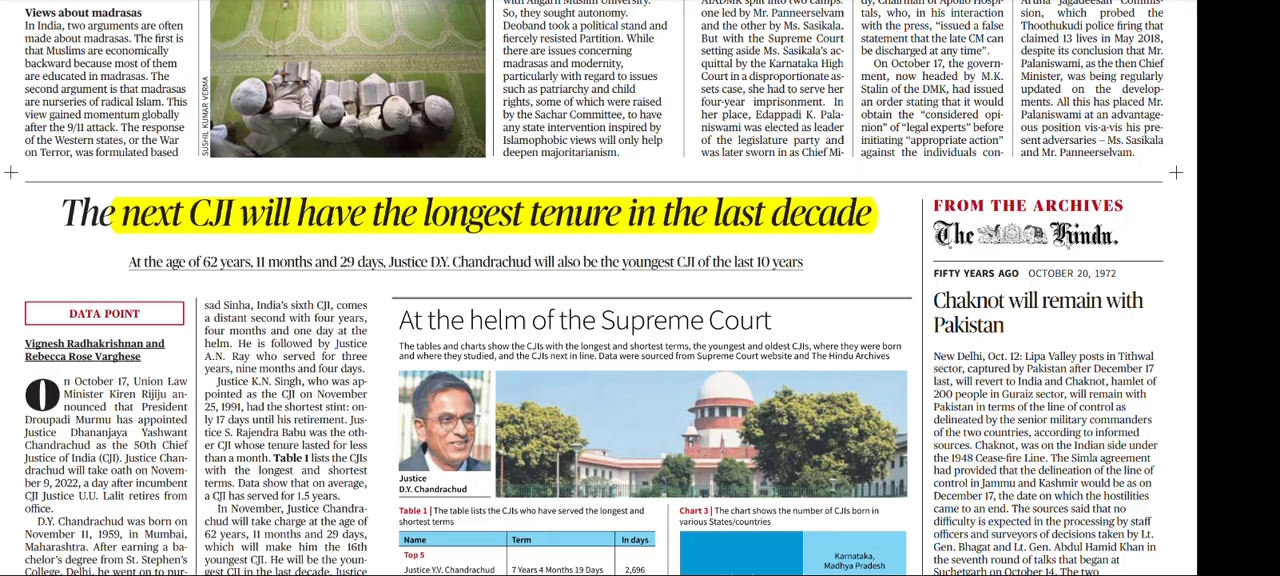 Views about madrasas
In India, two arguments are often
made about madrasas. The first is
that Muslims are economically
backward because most of them
are educated in madrasas. The
second argument is that madrasas
are nurseries of radical Islam. This
view gained momentum globally
after the 9/11 attack. The response
of the Western states, or the War
on Terror, was formulated based
SUSHIL KUMAR VERMA
So, they sought autonomy.
Deoband took a political stand and
fiercely resisted Partition. While
there are issues concerning
madrasas and modernity,
particularly with regard to issues
such as patriarchy and child
rights, some of which were raised
by the Sachar Committee, to have
any state intervention inspired by
Islamophobic views will only help
deepen majoritarianism.
AIADMK split into two camps:
one led by Mr. Panneerselvam
and the other by Ms. Sasikala.
But with the Supreme Court
setting aside Ms. Sasikala's ac-
quittal by the Karnataka High
Court in a disproportionate as-
sets case, she had to serve her
four-year imprisonment. In
her place, Edappadi K. Pala-
niswami was elected as leader
of the legislature party and
was later sworn in as Chief Mi-
dy, Chairman of Apollo Hospi-
tals, who, in his interaction
with the press, "issued a false
statement that the late CM can
be discharged at any time".
On October 17, the govern-
ment, now headed by M.K.
Stalin of the DMK, had issued
an order stating that it would
obtain the "considered opi-
nion" of "legal experts" before
initiating "appropriate action"
against the individuals con-
Aruna Jagadeesan Commis-
sion, which probed the
Thoothukudi police firing that
claimed 13 lives in May 2018,
despite its conclusion that Mr.
Palaniswami, as the then Chief
Minister, was being regularly
updated on the develop-
ments. All this has placed Mr.
Palaniswami at an advantage-
ous position vis-a-vis his pre-
sent adversaries – Ms. Sasikala
and Mr. Panneerselvam.
The next CJI will have the longest tenure in the last decade
At the age of 62 years, 11 months and 29 days, Justice D.Y. Chandrachud will also be the youngest CJI of the last 10 years
DATA POINT
Vignesh Radhakrishnan and
Rebecca Rose Varghese
On October 17, Union Law
Minister Kiren Rijiju an-
nounced that President
Droupadi Murmu has appointed
Justice Dhananjaya Yashwant
Chandrachud as the 50th Chief
Justice of India (CJI). Justice Chan-
drachud will take oath on Novem-
ber 9, 2022, a day after incumbent
CJI Justice U.U. Lalit retires from
office.
D.Y. Chandrachud was born on
November 11, 1959, in Mumbai,
Maharashtra. After earning a ba-
chelor's degree from St. Stephen's
College, Delhi, he went on to pur-
sad Sinha, India's sixth CJI, comes
a distant second with four years,
four months and one day at the
helm. He is followed by Justice
A.N. Ray who served for three
years, nine months and four days.
Justice K.N. Singh, who was ap-
pointed as the CJI on November
25, 1991, had the shortest stint: on-
ly 17 days until his retirement. Jus-
tice S. Rajendra Babu was the oth-
er CJI whose tenure lasted for less
than a month. Table 1 lists the CJIs
with the longest and shortest
terms. Data show that on average,
a CJI has served for 1.5 years.
In November, Justice Chandra-
chud will take charge at the age of
62 years, 11 months and 29 days,
which will make him the 16th
youngest CJI. He will be the youn-
gest CJI in the last decade. Justice
At the helm of the Supreme Court
The tables and charts show the CJIs with the longest and shortest terms, the youngest and oldest CJIs, where they were born
and where they studied, and the CJIs next in line. Data were sourced from Supreme Court website and The Hindu Archives
Justice
D.Y. Chandrachud
Table 1 | The table lists the CJIs who have served the longest and
shortest terms
Name Term In days
Top 5
Justice Y.V. Chandrachud 7 Years 4 Months 19 Days 2,696
Chart 3 | The chart shows the number of CJIs born in
various States/countries
Karnataka,
Madhya Pradesh
FROM THE ARCHIVES
The Hindu.
FIFTY YEARS AGO OCTOBER 20, 1972
Chaknot will remain with
Pakistan
New Delhi, Oct. 12: Lipa Valley posts in Tithwal
sector, captured by Pakistan after December 17
last, will revert to India and Chaknot, hamlet of
200 people in Guraiz sector, will remain with
Pakistan in terms of the line of control as
delineated by the senior military commanders
of the two countries, according to informed
sources. Chaknot, was on the Indian side under
the 1948 Cease-fire Line. The Simla agreement
had provided that the delineation of the line of
control in Jammu and Kashmir would be as on
December 17, the date on which the hostilities
came to an end. The sources said that no
difficulty is expected in the processing by staff
officers and surveyors of decisions taken by Lt.
Gen. Bhagat and Lt. Gen. Abdul Hamid Khan in
the seventh round of talks that began at
Suchetgarh on October 14. The two